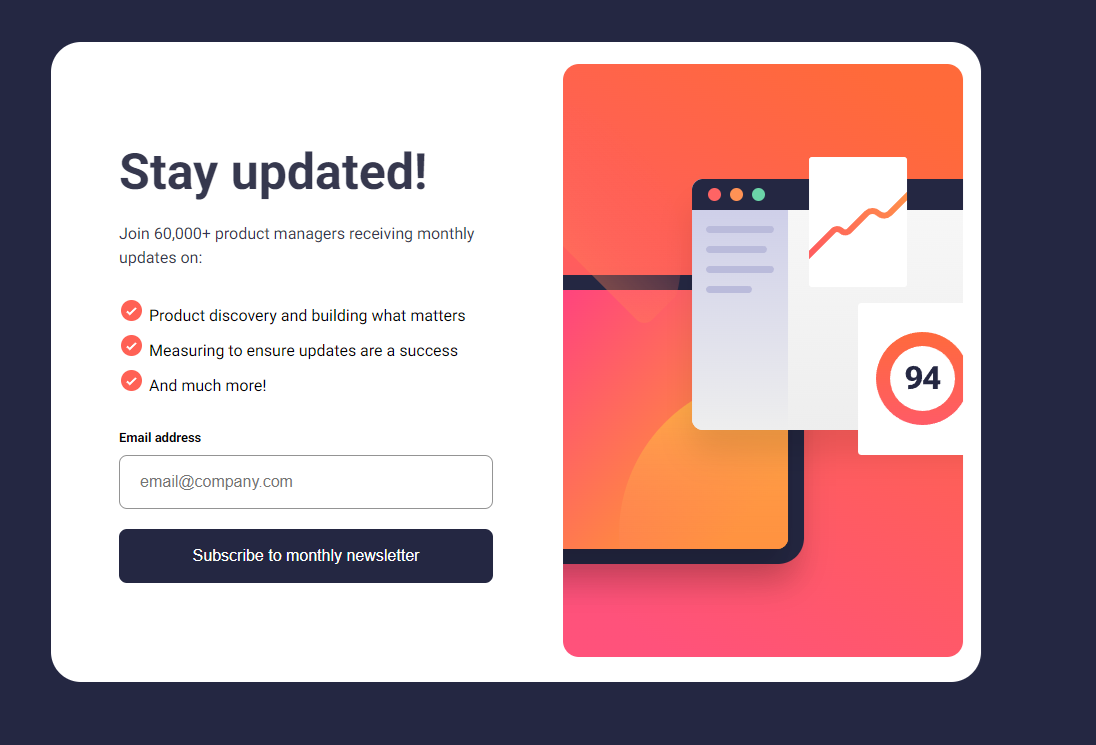 Stay updated!
Join 60,000+ product managers receiving monthly
updates on:
Product discovery and building what matters
Measuring to ensure updates are a success
And much more!
Email address
email@company.com
Subscribe to monthly newsletter
94